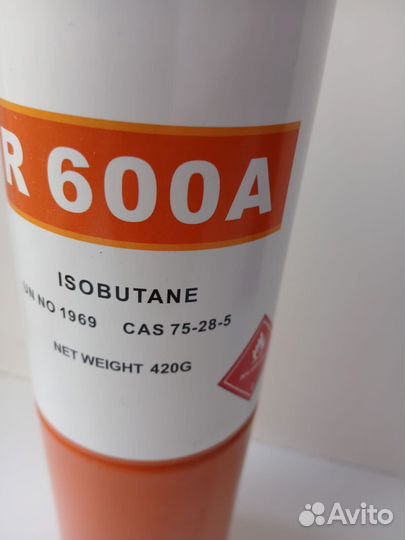 R 600A
ISOBUTANE
UN NO 1969 CAS 75-28-5
NET WEIGHT 420G
Avito